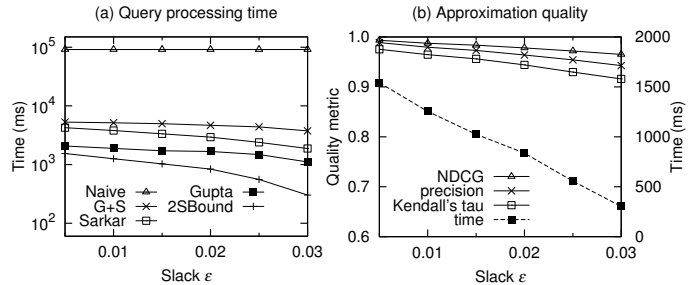 (a) Query processing time
Time (ms)
10^5
10^4
10^3
10^2
Naive
G+S
Sarkar
Gupta
2SBound
0.01 0.02 0.03
Slack ε
(b) Approximation quality
Quality metric
1.0
0.9
0.8
0.7
0.6
NDCG
precision
Kendall's tau
time
2000
1500
1000
500
0
Time (ms)
0.01 0.02 0.03
Slack ε